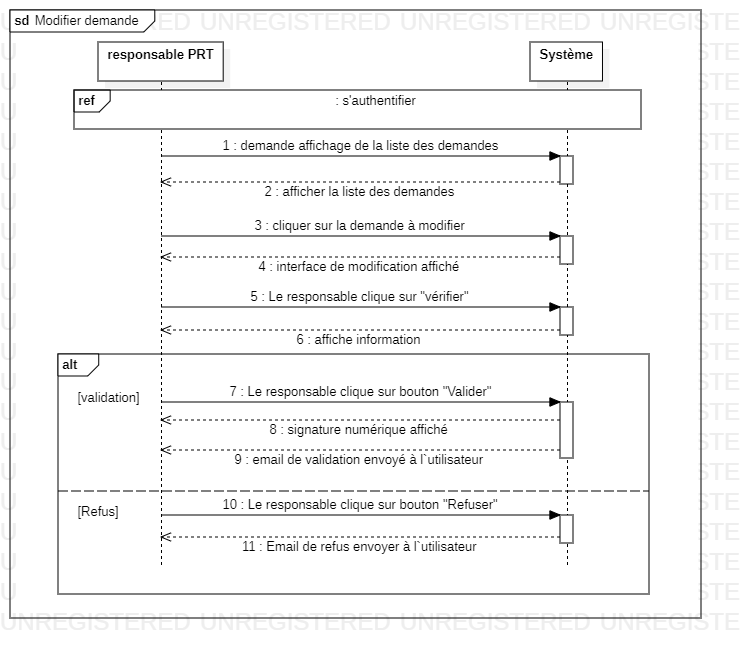 sd Modifier demande
responsable PRT
Système
ref
: s'authentifier
1 : demande affichage de la liste des demandes
2 : afficher la liste des demandes
3 : cliquer sur la demande à modifier
4 : interface de modification affiché
5 : Le responsable clique sur "vérifier"
6 : affiche information
alt
[validation]
7 : Le responsable clique sur bouton "Valider"
8 : signature numérique affiché
9 : email de validation envoyé à l`utilisateur
[Refus]
10 : Le responsable clique sur bouton "Refuser"
11 : Email de refus envoyer à l`utilisateur
UNREGISTERED UNREGISTERED UNREGISTERED UNREGISTE